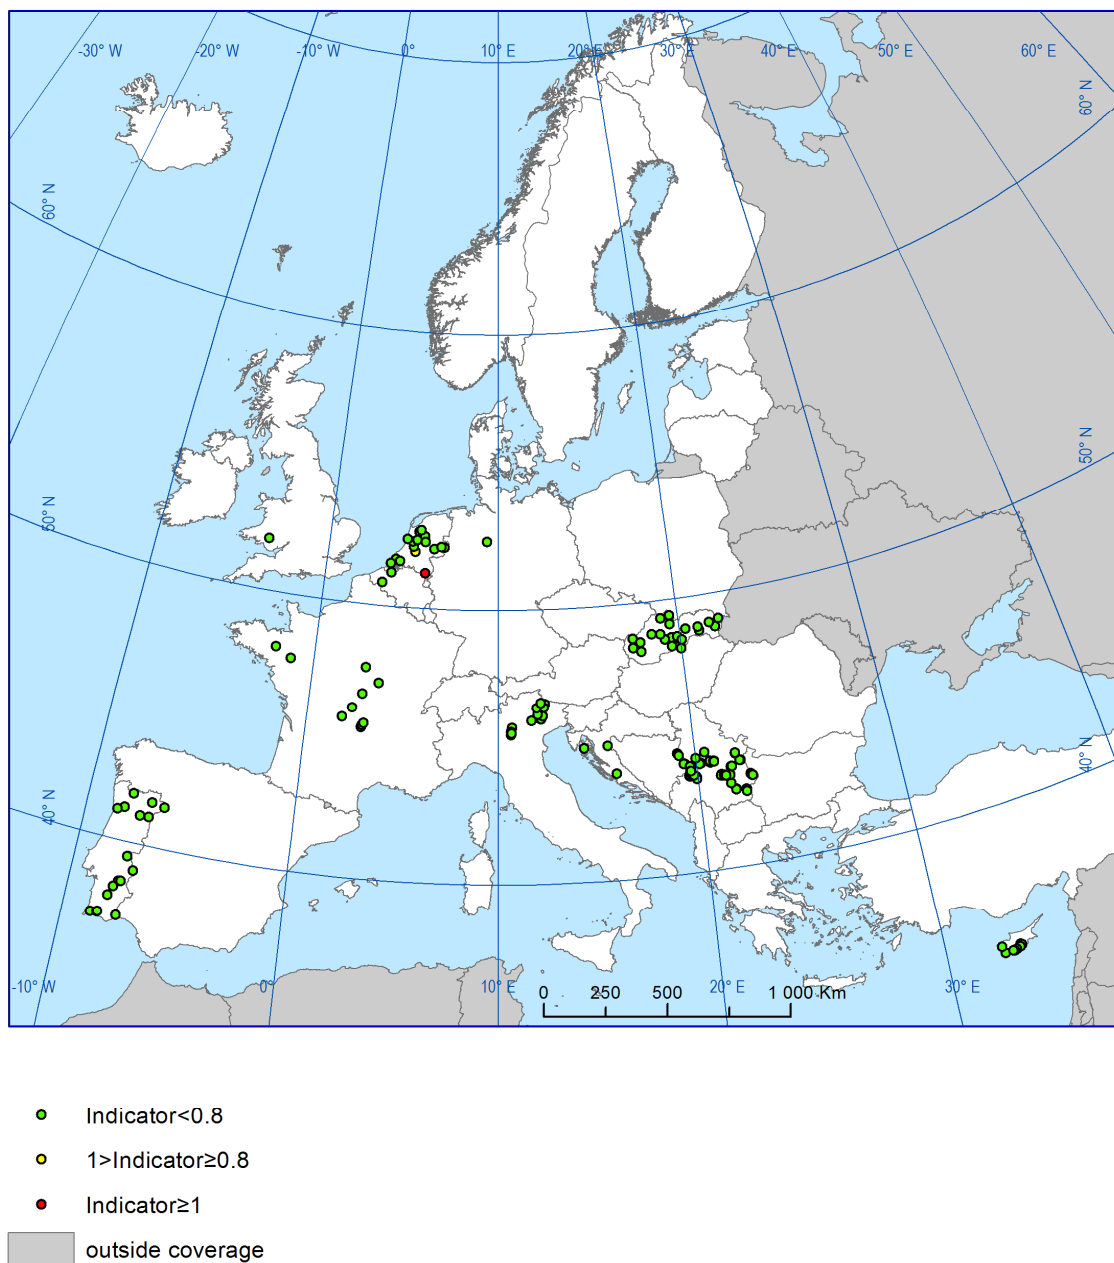 -30° W -20° W -10° W 0° 10° E 20° E 30° E 40° E 50° E 60° E
60° N
60° N
50° N
50° N
40° N
40° N
-10° W 0° 10° E 20° E 30° E
0 250 500 1 000 Km
Indicator<0.8
1>Indicator≥0.8
Indicator≥1
outside coverage